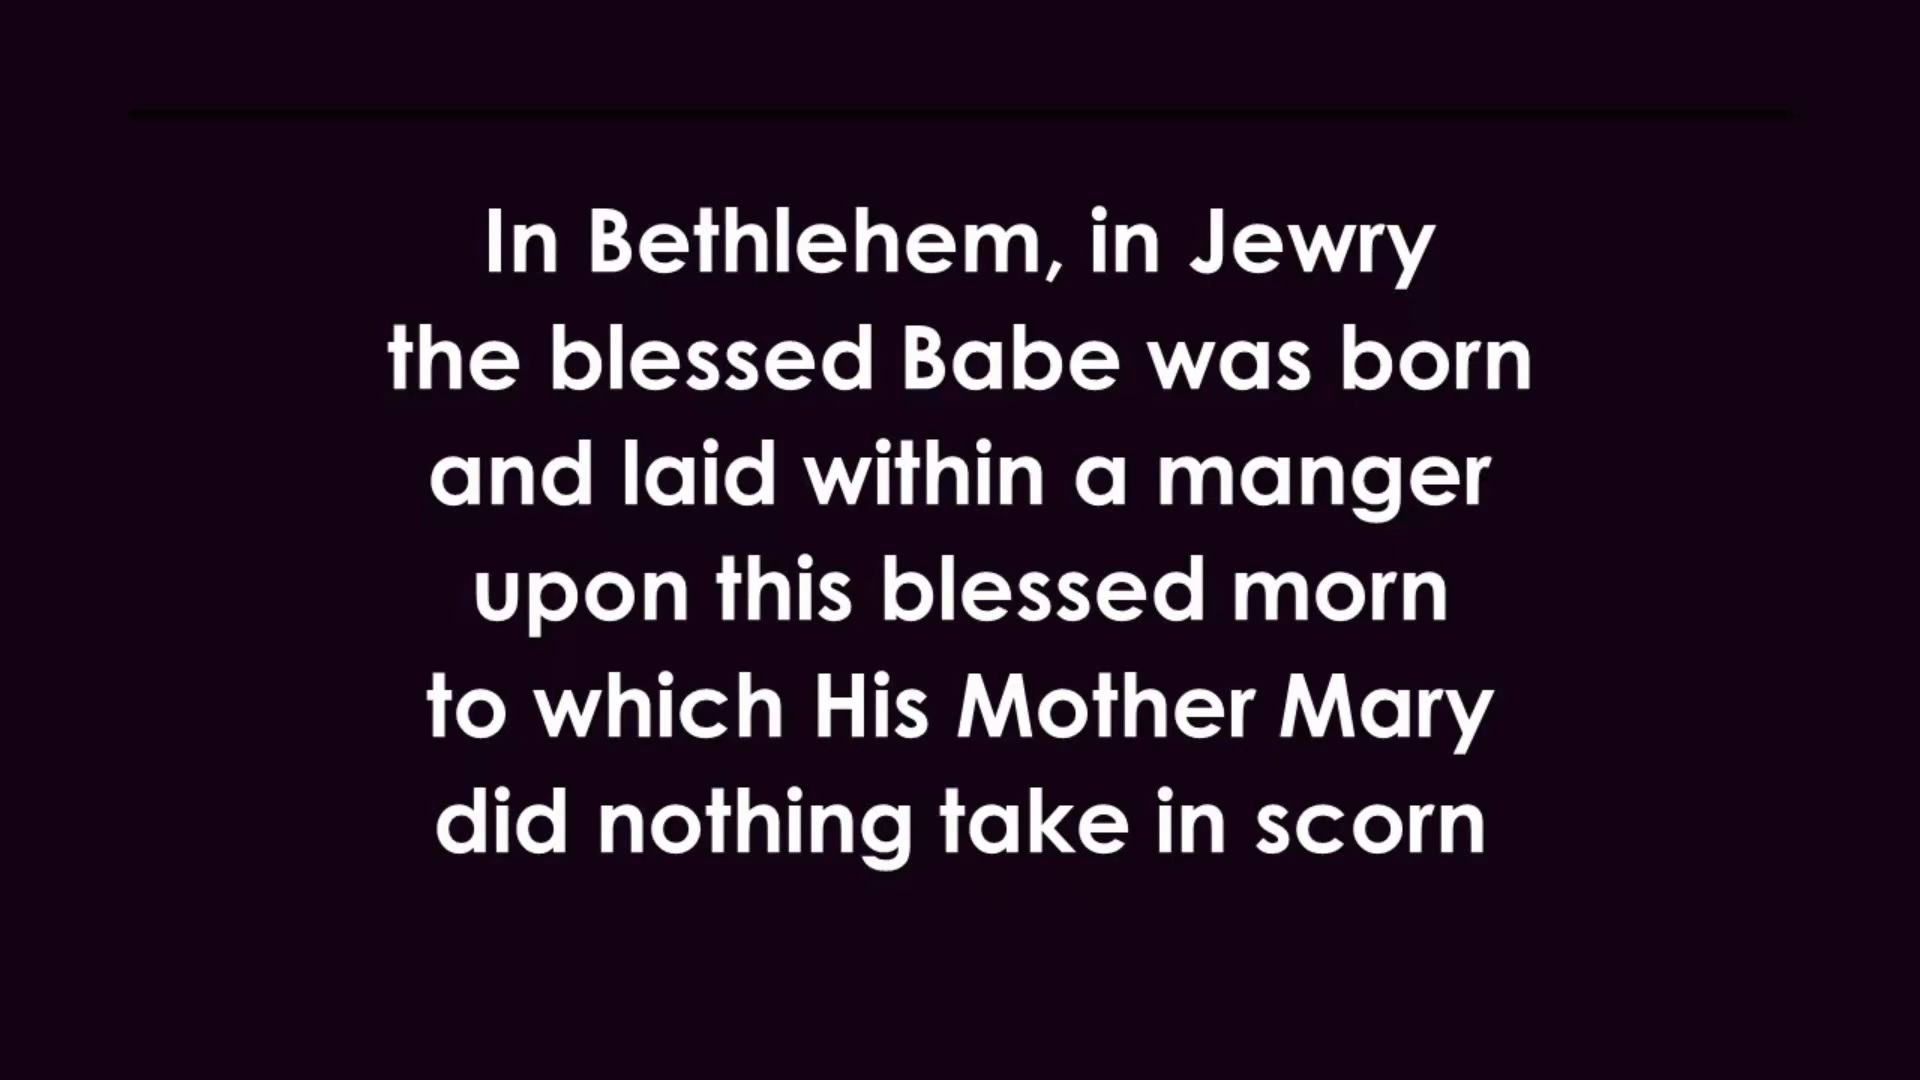 In Bethlehem, in Jewry
the blessed Babe was born
and laid within a manger
upon this blessed morn
to which His Mother Mary
did nothing take in scorn